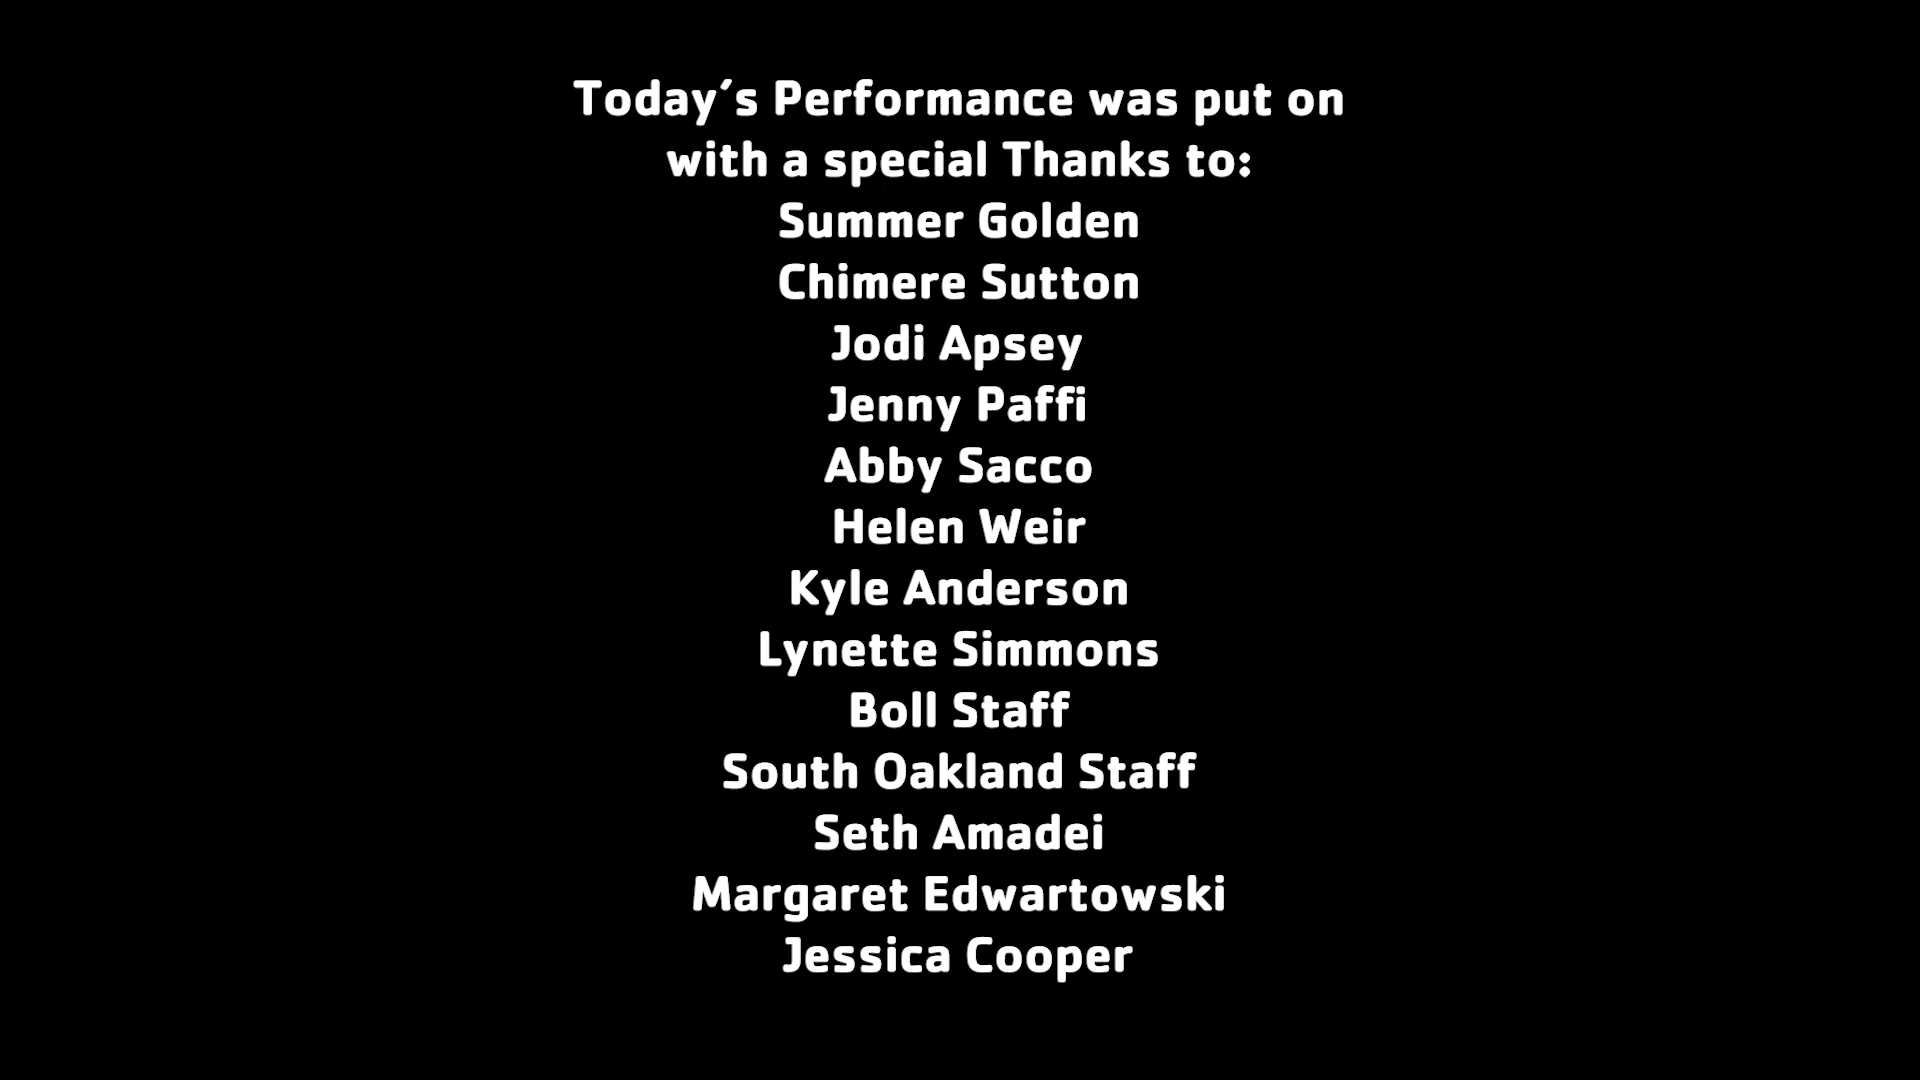 Today's Performance was put on
with a special Thanks to:
Summer Golden
Chimere Sutton
Jodi Apsey
Jenny Paffi
Abby Sacco
Helen Weir
Kyle Anderson
Lynette Simmons
Boll Staff
South Oakland Staff
Seth Amadei
Margaret Edwartowski
Jessica Cooper